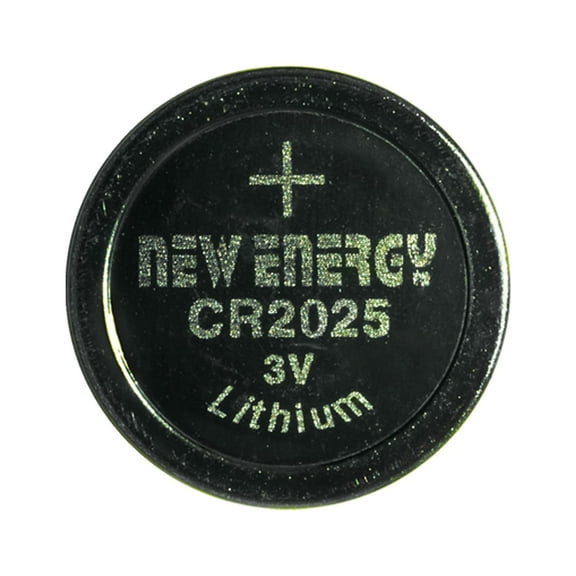 +
NEW ENERGY
CR2025
3V
Lithium